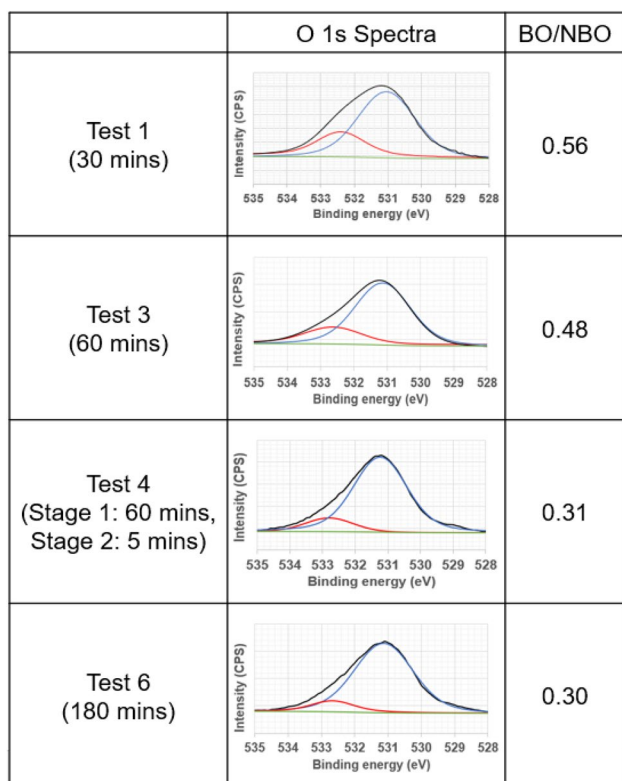 O 1s Spectra
BO/NBO
Test 1
(30 mins)
Intensity (CPS)
535 534 533 532 531 530 529 528
Binding energy (eV)
0.56
Test 3
(60 mins)
Intensity (CPS)
535 534 533 532 531 530 529 528
Binding energy (eV)
0.48
Test 4
(Stage 1: 60 mins,
Stage 2: 5 mins)
Intensity (CPS)
535 534 533 532 531 530 529 528
Binding energy (eV)
0.31
Test 6
(180 mins)
Intensity (CPS)
535 534 533 532 531 530 529 528
Binding energy (eV)
0.30